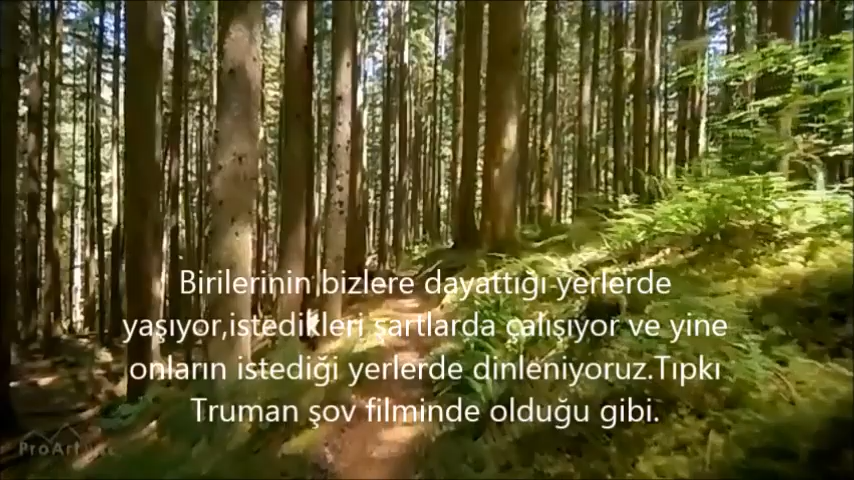 Birilerinin bizlere dayattığı yerlerde
yaşıyor,istedikleri şartlarda çalışıyor ve yine
onların istediği yerlerde dinleniyoruz.Tıpkı
Truman şov filminde olduğu gibi.
ProArt